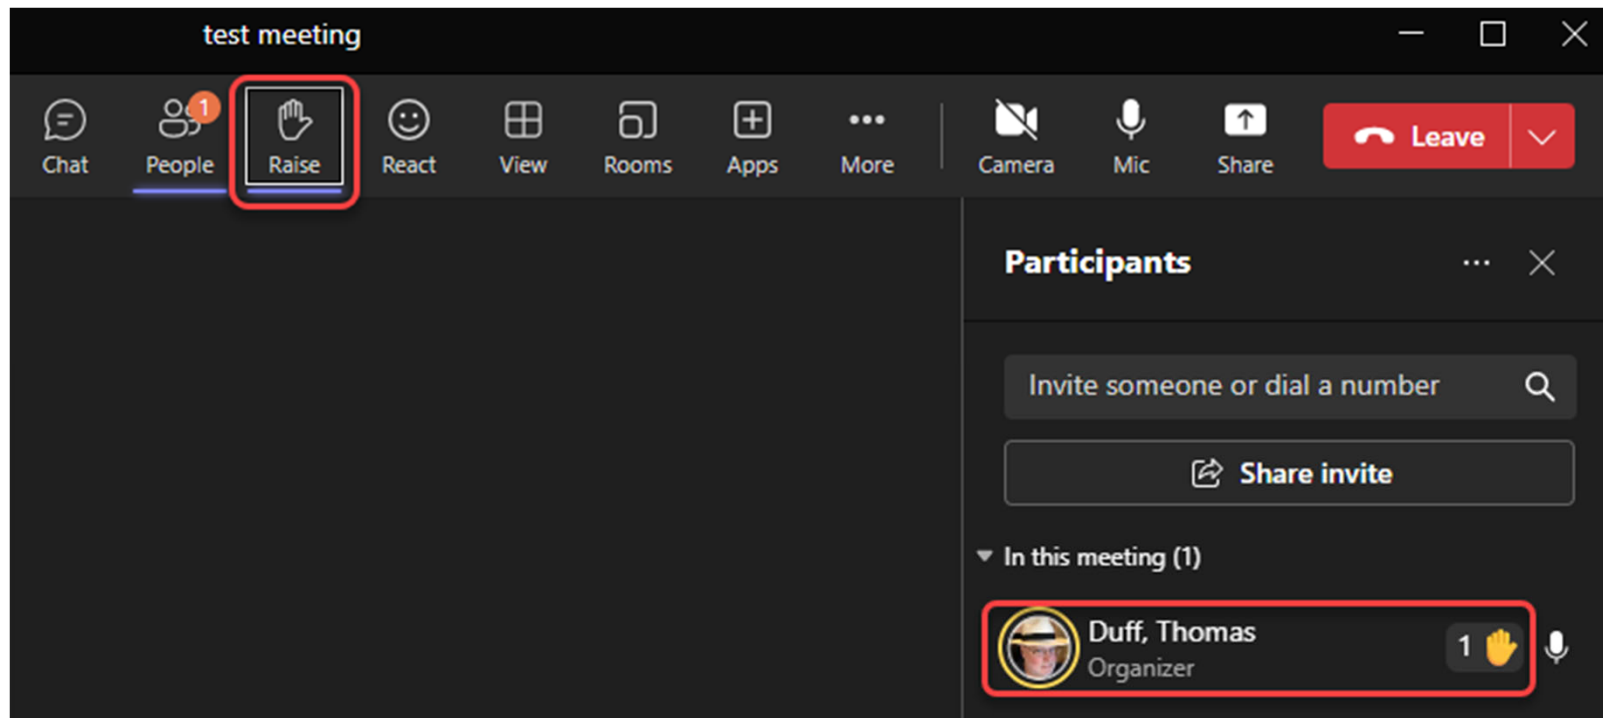 test meeting
1
Chat People Raise React View Rooms Apps More Camera Mic Share Leave
Participants
Invite someone or dial a number
Share invite
In this meeting (1)
Duff, Thomas
1
Organizer